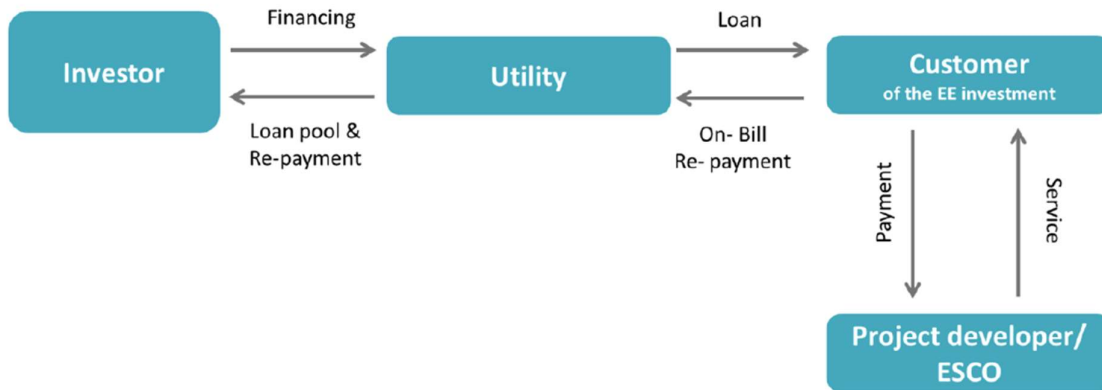 Financing
Loan
Investor
Utility
Customer
of the EE investment
Loan pool &
Re-payment
On- Bill
Re- payment
Payment
Service
Project developer/
ESCO